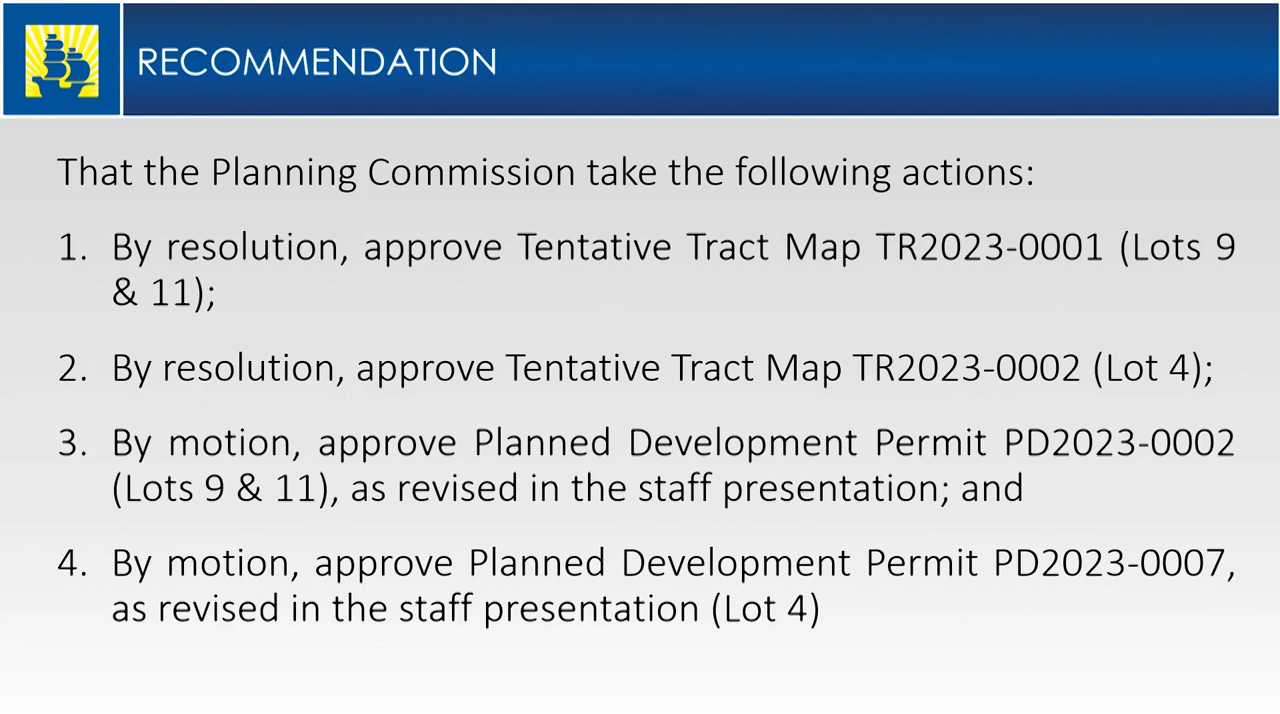 RECOMMENDATION
That the Planning Commission take the following actions:
1. By resolution, approve Tentative Tract Map TR2023-0001 (Lots 9
& 11);
2. By resolution, approve Tentative Tract Map TR2023-0002 (Lot 4);
3. By motion, approve Planned Development Permit PD2023-0002
(Lots 9 & 11), as revised in the staff presentation; and
4. By motion, approve Planned Development Permit PD2023-0007,
as revised in the staff presentation (Lot 4)